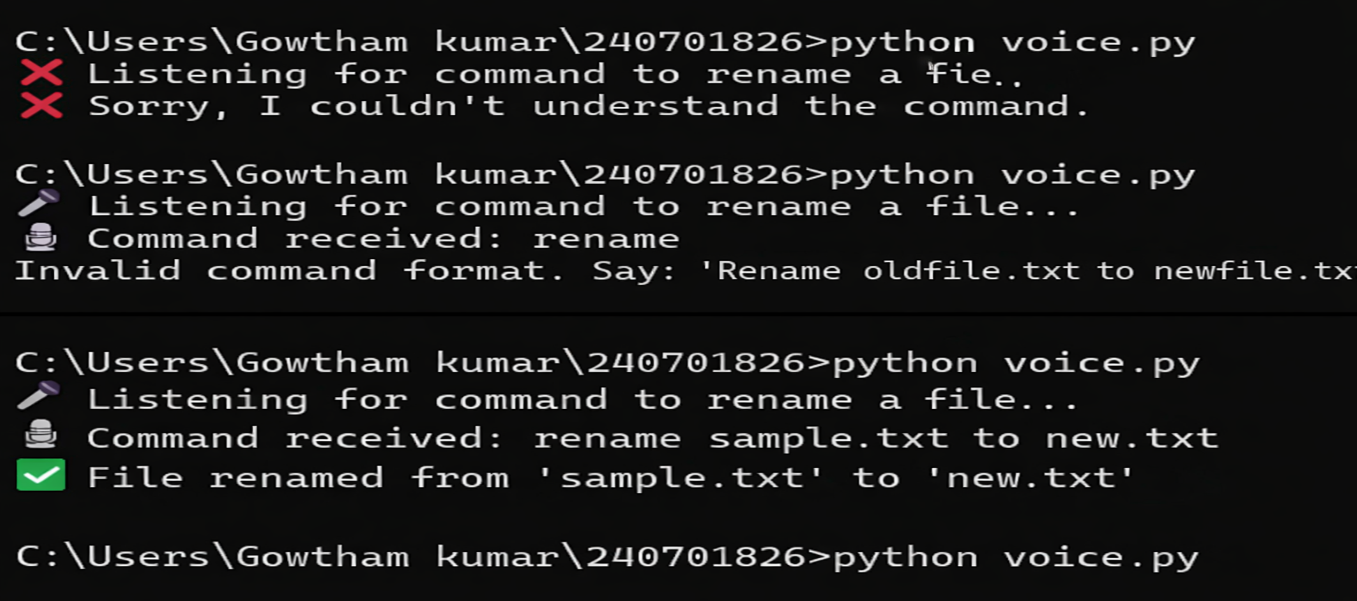 C:\Users\Gowtham kumar\240701826>python voice.py
❌ Listening for command to rename a fie..
❌ Sorry, I couldn't understand the command.
C:\Users\Gowtham kumar\240701826>python voice.py
🎤 Listening for command to rename a file...
🎙 Command received: rename
Invalid command format. Say: 'Rename oldfile.txt to newfile.tx
C:\Users\Gowtham kumar\240701826>python voice.py
🎤 Listening for command to rename a file...
🎙 Command received: rename sample.txt to new.txt
✅ File renamed from 'sample.txt' to 'new.txt'
C:\Users\Gowtham kumar\240701826>python voice.py